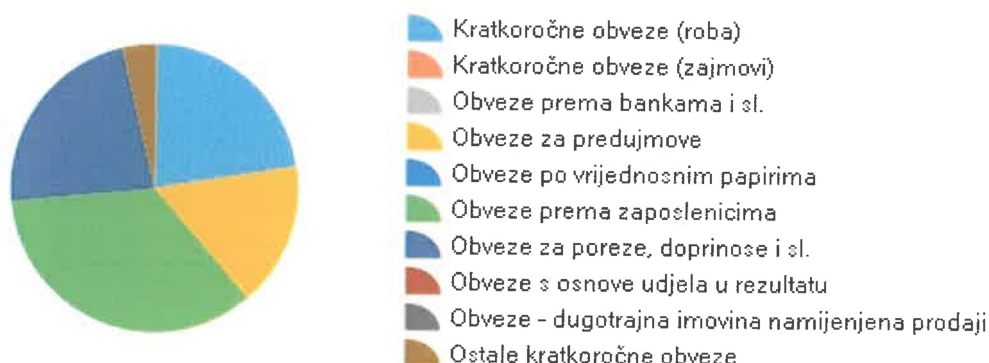 Kratkoročne obveze (roba)
Kratkoročne obveze (zajmovi)
Obveze prema bankama i sl.
Obveze za predujmove
Obveze po vrijednosnim papirima
Obveze prema zaposlenicima
Obveze za poreze, doprinose i sl.
Obveze s osnove udjela u rezultatu
Obveze - dugotrajna imovina namijenjena prodaji
Ostale kratkoročne obveze